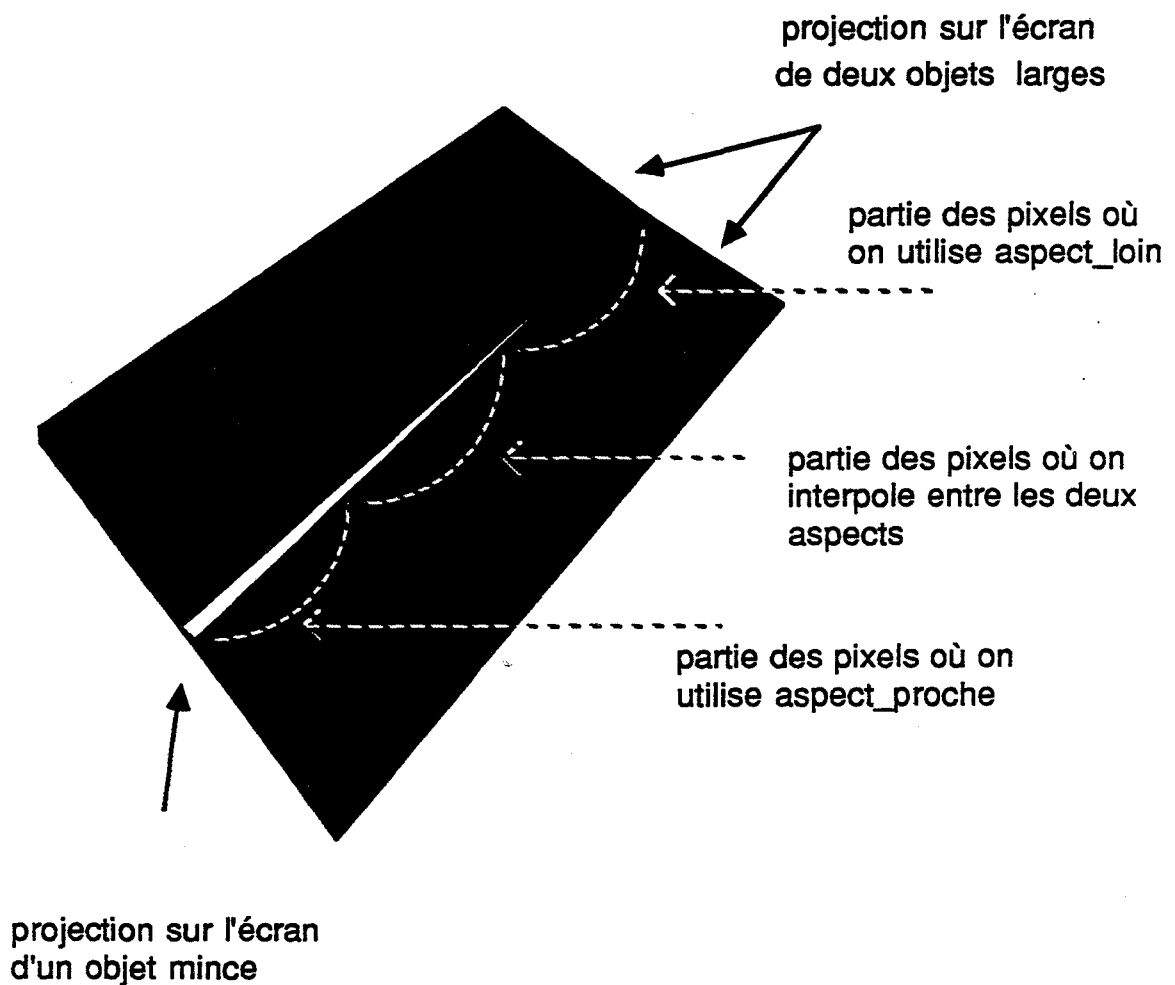 projection sur l'écran
de deux objets larges
partie des pixels où
on utilise aspect_loin
partie des pixels où on
interpole entre les deux
aspects
partie des pixels où on
utilise aspect_proche
projection sur l'écran
d'un objet mince